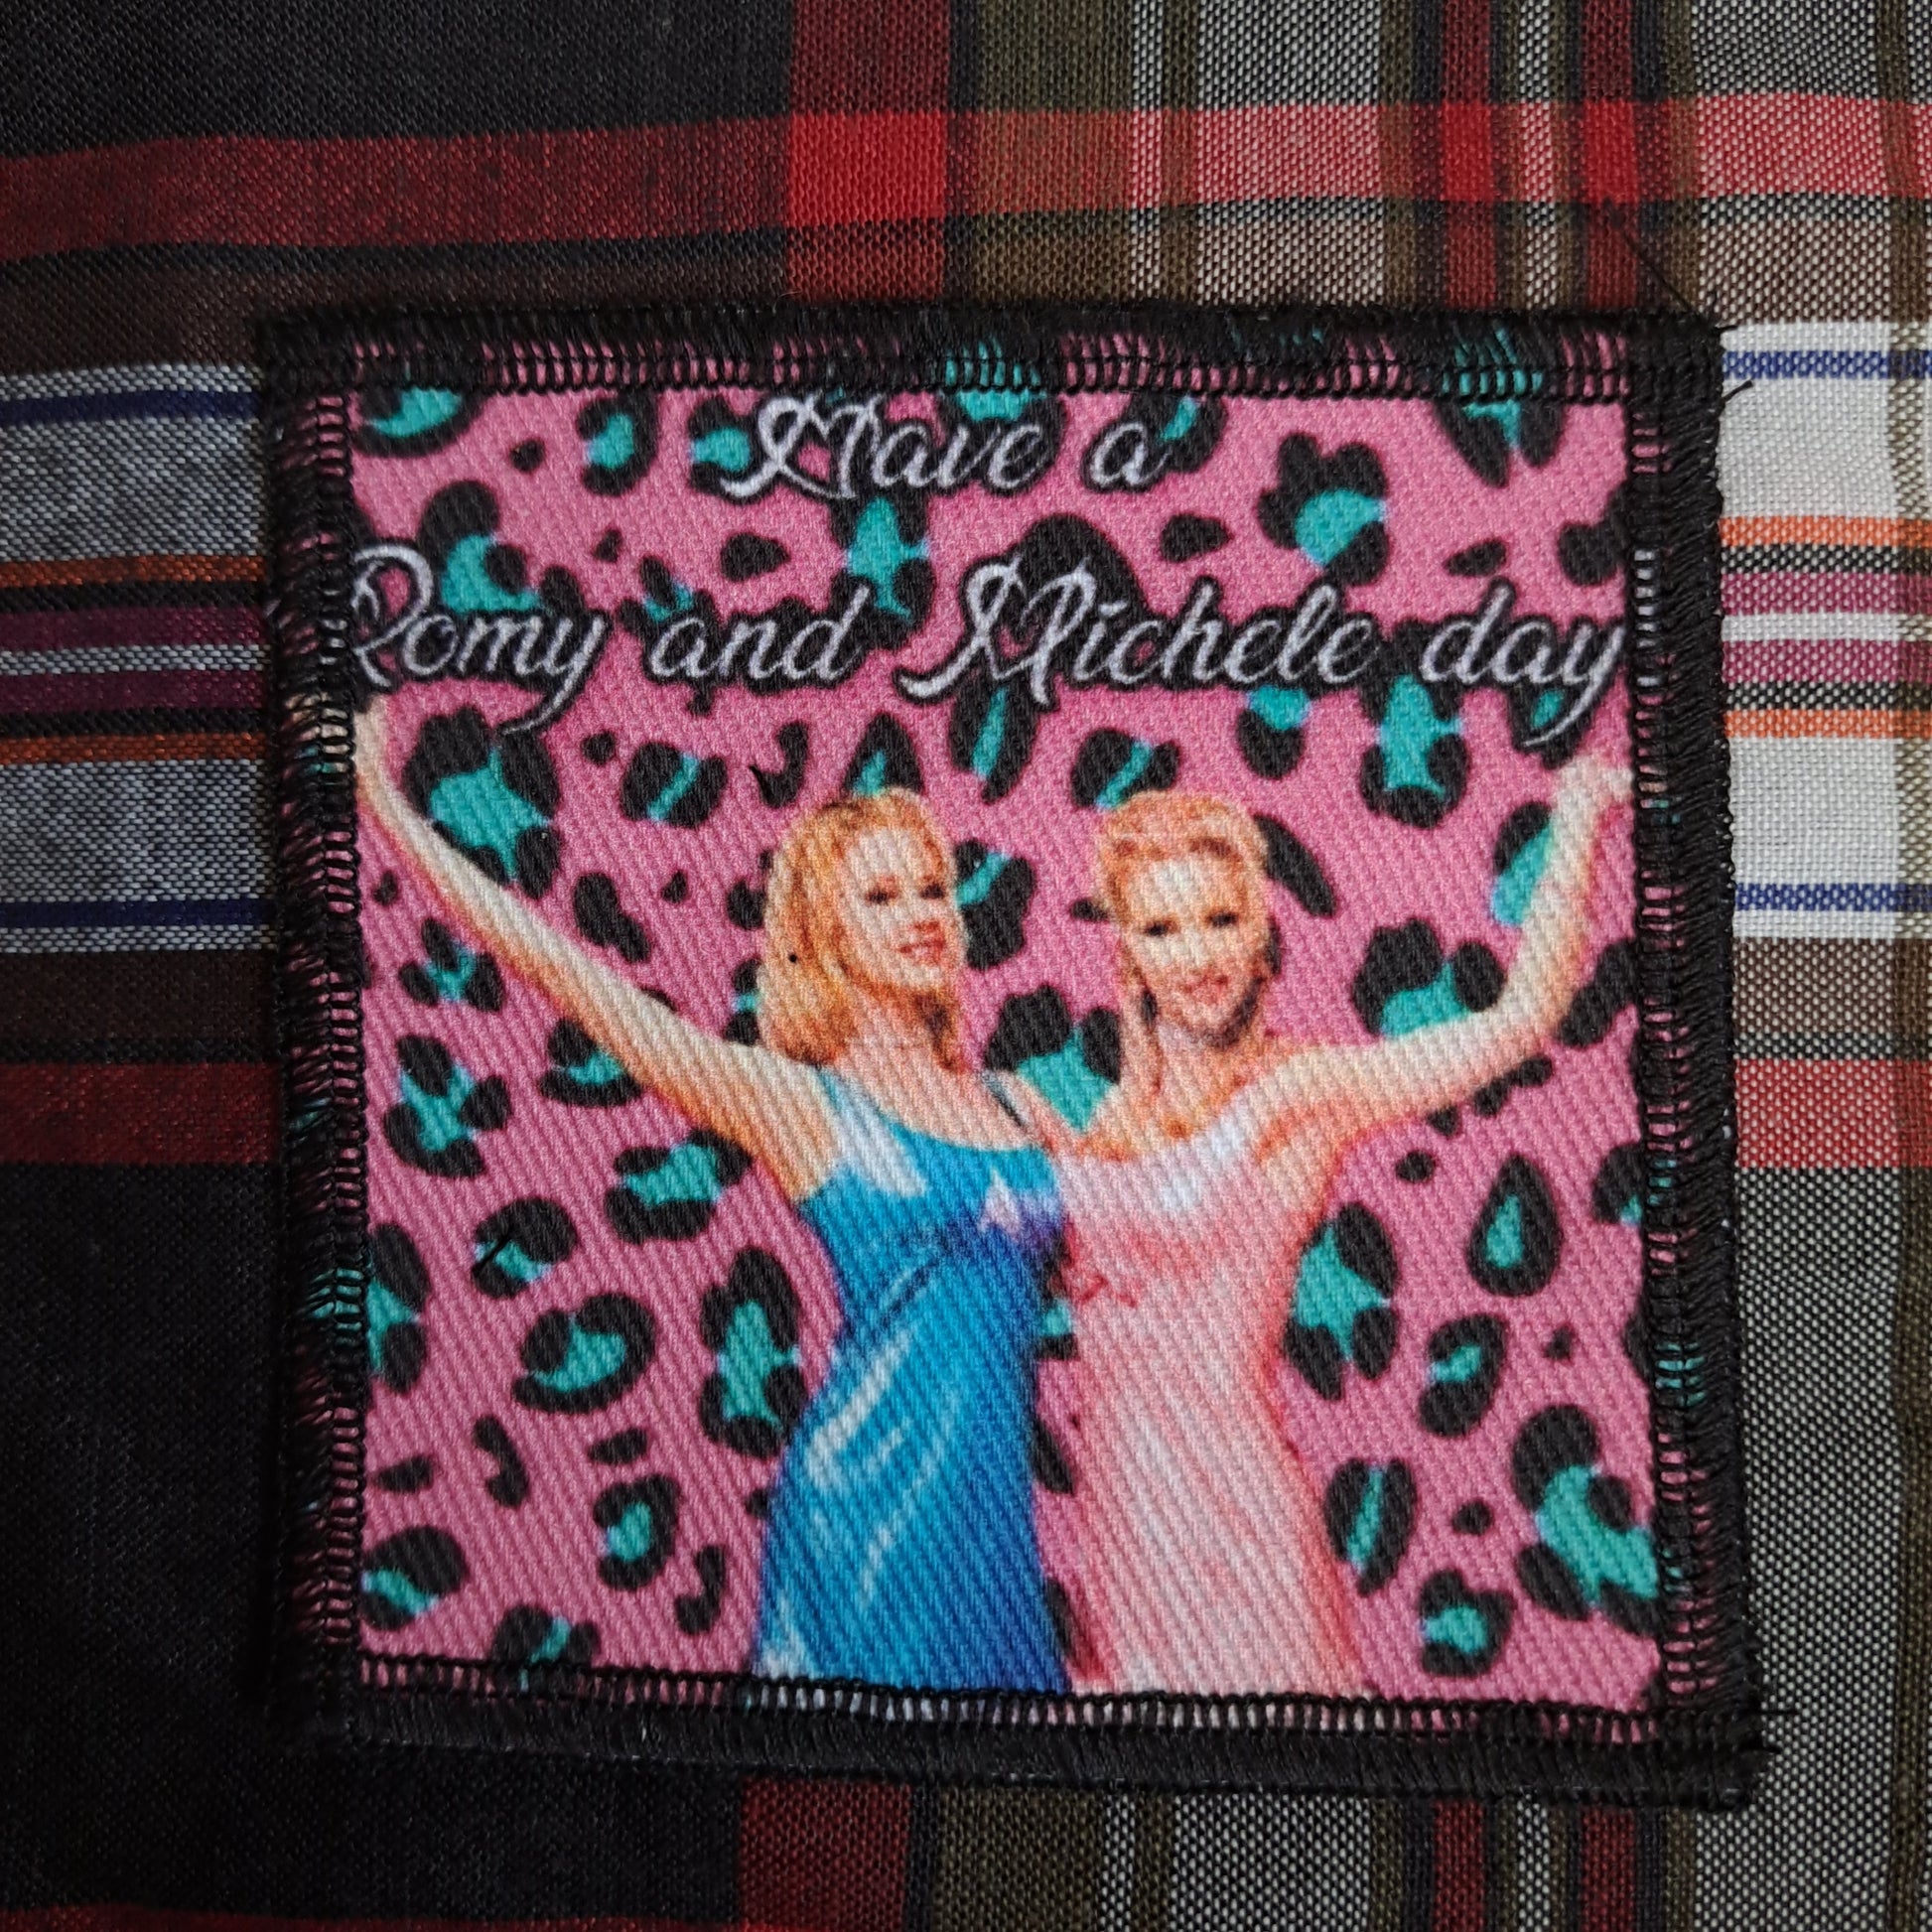 Have a
Romy and Michele day